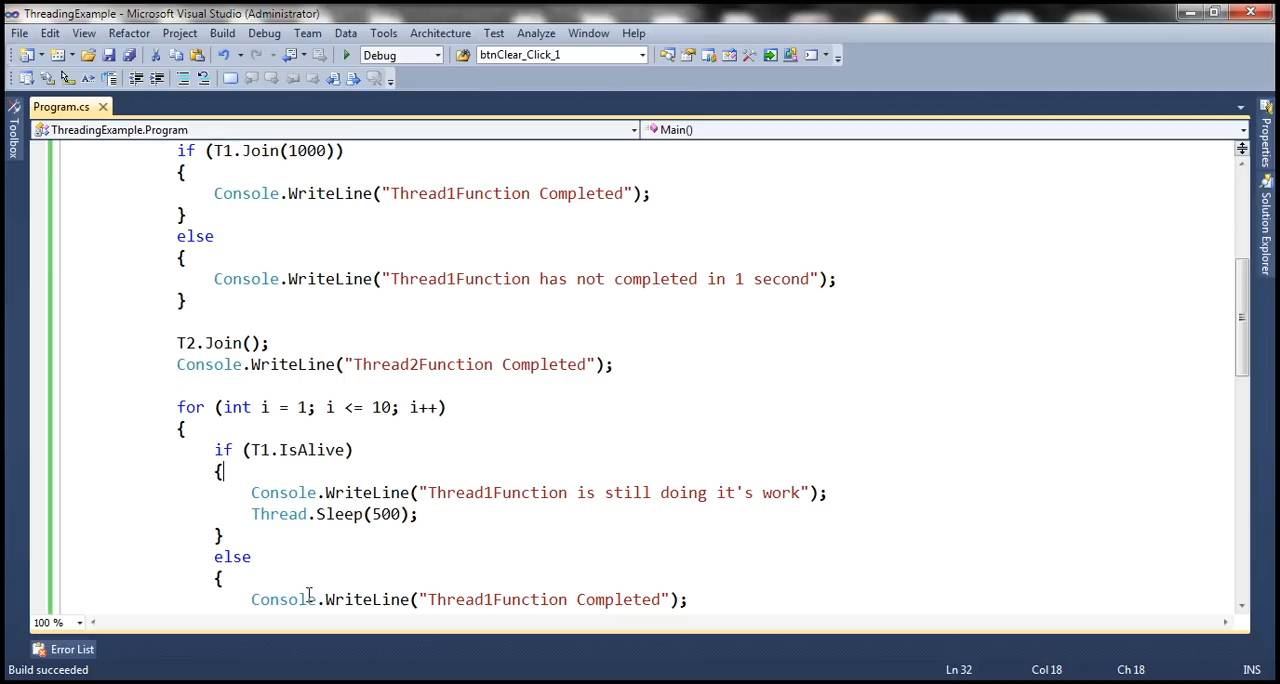 ThreadingExample - Microsoft Visual Studio (Administrator)
File Edit View Refactor Project Build Debug Team Data Tools Architecture Test Analyze Window Help
Debug btnClear_Click_1
Program.cs
ThreadingExample.Program Main()
Toolbox
Properties
Solution Explorer
if (T1.Join(1000))
{
Console.WriteLine("Thread1Function Completed");
}
else
{
Console.WriteLine("Thread1Function has not completed in 1 second");
}
T2.Join();
Console.WriteLine("Thread2Function Completed");
for (int i = 1; i <= 10; i++)
{
if (T1.IsAlive)
{
Console.WriteLine("Thread1Function is still doing it's work");
Thread.Sleep(500);
}
else
{
Console.WriteLine("Thread1Function Completed");
100 %
Error List
Build succeeded Ln 32 Col 18 Ch 18 INS